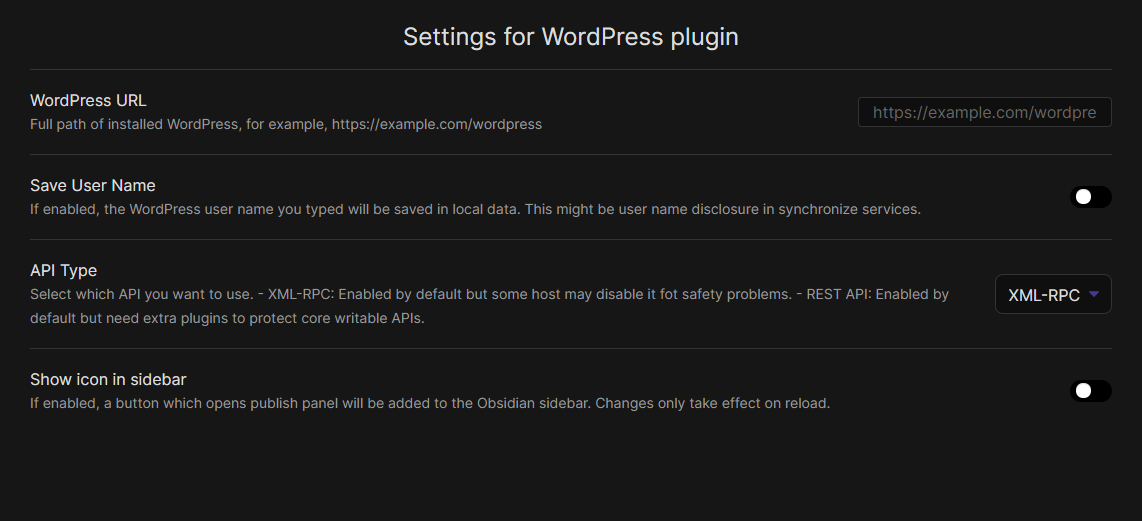 Settings for WordPress plugin
WordPress URL
https://example.com/wordpre
Full path of installed WordPress, for example, https://example.com/wordpress
Save User Name
If enabled, the WordPress user name you typed will be saved in local data. This might be user name disclosure in synchronize services.
API Type
Select which API you want to use. - XML-RPC: Enabled by default but some host may disable it fot safety problems. - REST API: Enabled by
default but need extra plugins to protect core writable APIs.
XML-RPC
Show icon in sidebar
If enabled, a button which opens publish panel will be added to the Obsidian sidebar. Changes only take effect on reload.